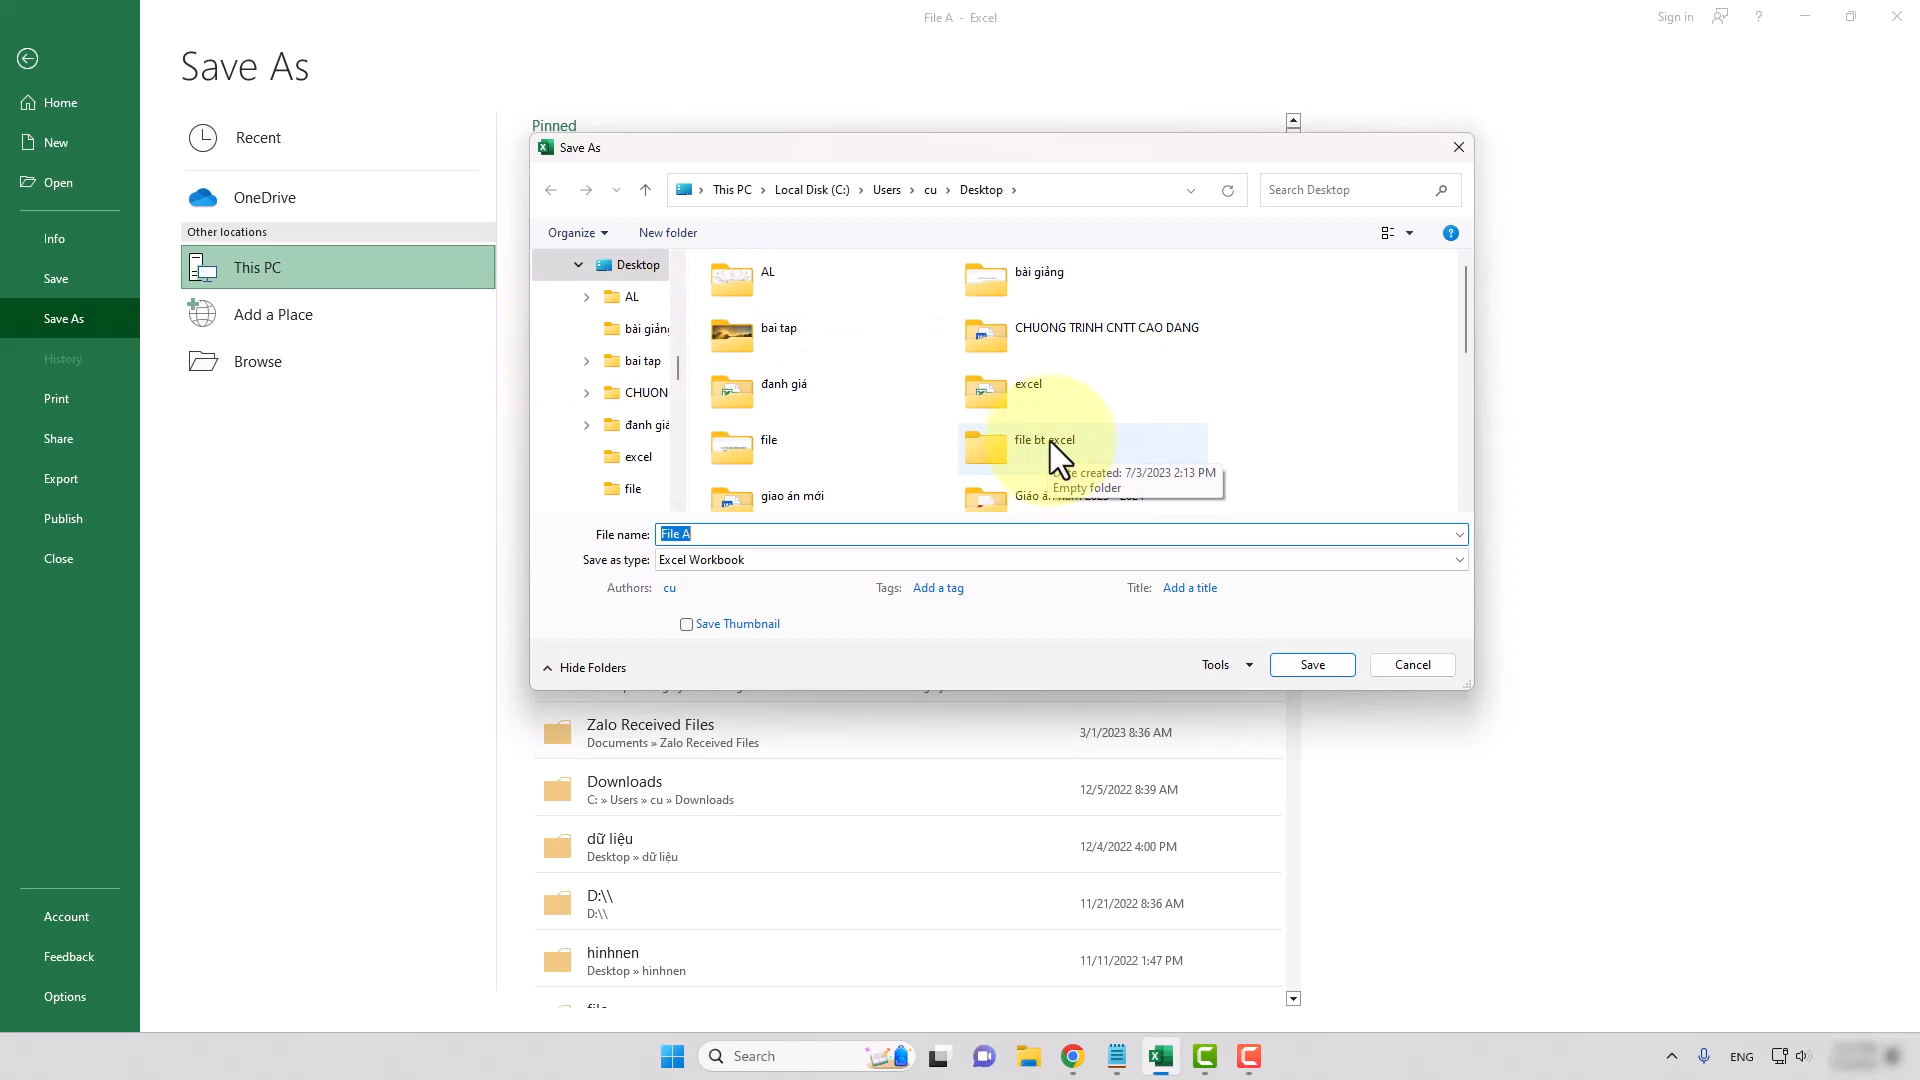 File A - Excel
Sign in
?
Save As
Home
New
Open
Info
Save
Save As
History
Print
Share
Export
Publish
Close
Account
Feedback
Options
Recent
OneDrive
Other locations
This PC
Add a Place
Browse
Pinned
Save As
This PC > Local Disk (C:) > Users > cu > Desktop >
Search Desktop
Organize
New folder
?
Desktop
AL
bài giảng
bai tap
CHUON
đanh giá
excel
file
AL
bài giảng
bai tap
CHUONG TRINH CNTT CAO DANG
đanh giá
excel
file
file bt excel
giao án mới
created: 7/3/2023 2:13 PM
Empty folder
File name: File A
Save as type: Excel Workbook
Authors: cu
Tags: Add a tag
Title: Add a title
Save Thumbnail
Hide Folders
Tools
Save
Cancel
Zalo Received Files
Documents » Zalo Received Files
3/1/2023 8:36 AM
Downloads
C: » Users » cu » Downloads
12/5/2022 8:39 AM
dữ liệu
Desktop » dữ liệu
12/4/2022 4:00 PM
D:\\
D:\\
11/21/2022 8:36 AM
hinhnen
Desktop » hinhnen
11/11/2022 1:47 PM
Search
ENG